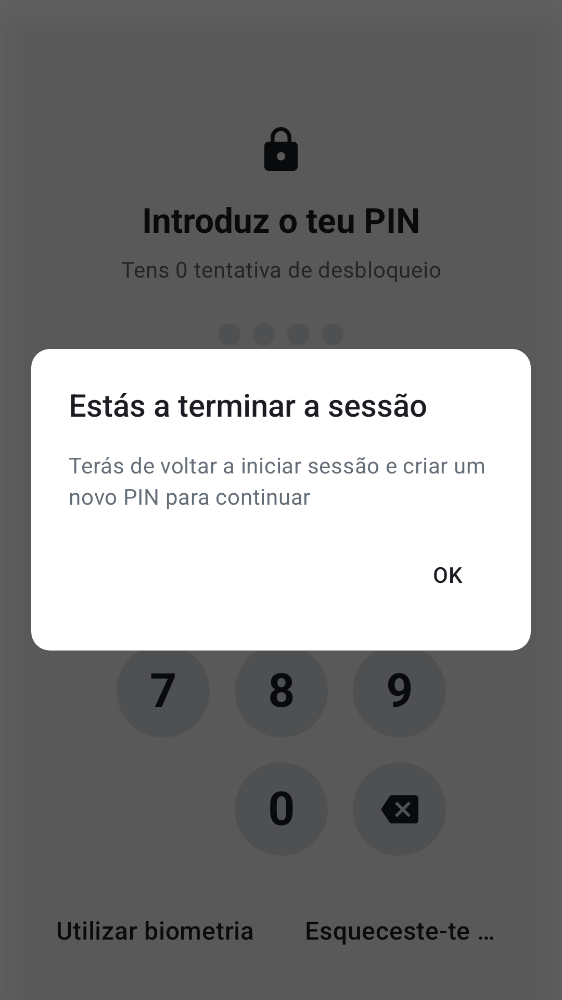 Introduz o teu PIN
Tens 0 tentativa de desbloqueio
Estás a terminar a sessão
Terás de voltar a iniciar sessão e criar um
novo PIN para continuar
OK
7 8 9
0
Utilizar biometria Esqueceste-te ...